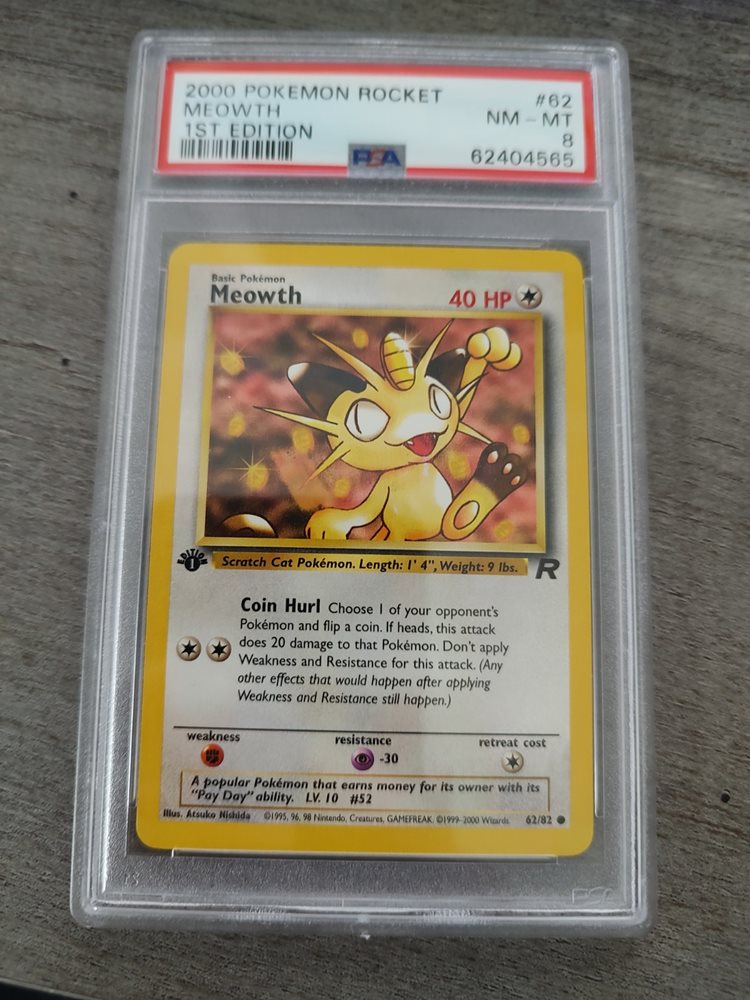 2000 POKEMON ROCKET #62
MEOWTH NM - MT
1ST EDITION 8
PSA 62404565
Basic Pokémon
Meowth 40 HP
EDITION
1
Scratch Cat Pokémon. Length: 1' 4", Weight: 9 lbs. R
Coin Hurl Choose 1 of your opponent's
Pokémon and flip a coin. If heads, this attack
does 20 damage to that Pokémon. Don't apply
Weakness and Resistance for this attack. (Any
other effects that would happen after applying
Weakness and Resistance still happen.)
weakness resistance retreat cost
-30
A popular Pokémon that earns money for its owner with its
"Pay Day" ability. LV. 10 #52
Illus. Atsuko Nishida ©1995, 96, 98 Nintendo, Creatures, GAMEFREAK. ©1999-2000 Wizards. 62/82
PSA